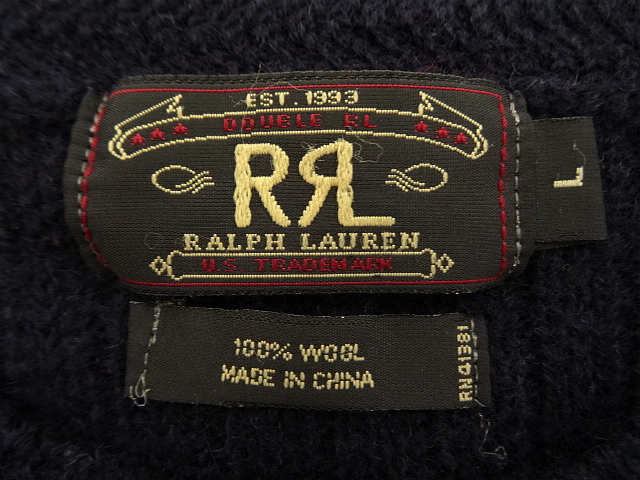 EST. 1993
DOUBLE RL
RRL
RALPH LAUREN
U.S. TRADEMARK
L
100% WOOL
MADE IN CHINA
RN41381